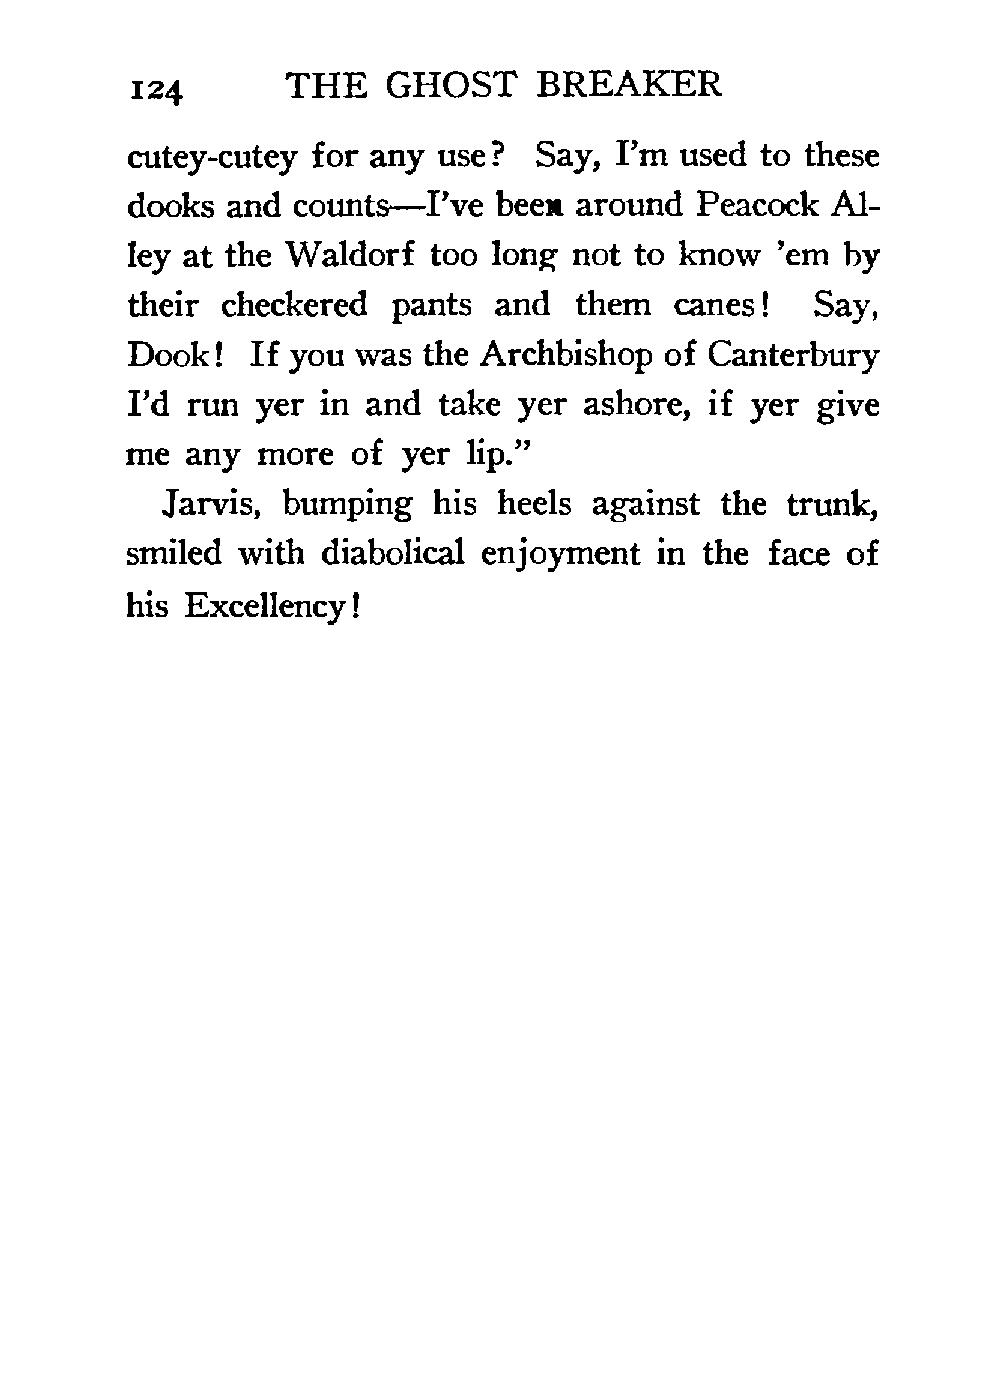 124 THE GHOST BREAKER
cutey-cutey for any use? Say, I'm used to these
dooks and counts—I've been around Peacock Al-
ley at the Waldorf too long not to know 'em by
their checkered pants and them canes! Say,
Dook! If you was the Archbishop of Canterbury
I'd run yer in and take yer ashore, if yer give
me any more of yer lip."
Jarvis, bumping his heels against the trunk,
smiled with diabolical enjoyment in the face of
his Excellency!